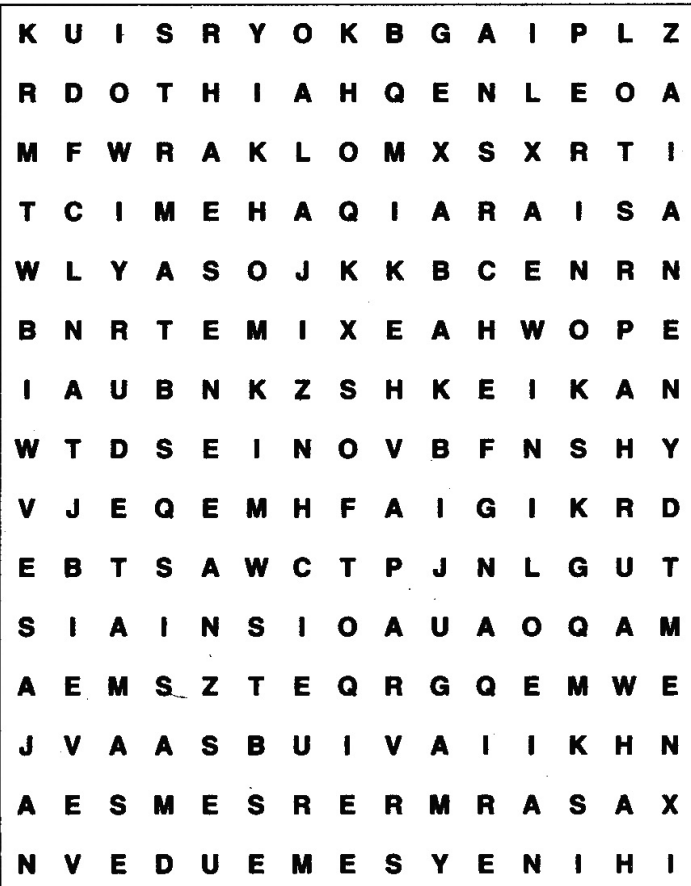 K U I S R Y O K B G A I P L Z
R D O T H I A H Q E N L E O A
M F W R A K L O M X S X R T I
T C I M E H A Q I A R A I S A
W L Y A S O J K K B C E N R N
B N R T E M I X E A H W O P E
I A U B N K Z S H K E I K A N
W T D S E I N O V B F N S H Y
V J E Q E M H F A I G I K R D
E B T S A W C T P J N L G U T
S I A I N S I O A U A O Q A M
A E M S Z T E Q R G Q E M W E
J V A A S B U I V A I I K H N
A E S M E S R E R M R A S A X
N V E D U E M E S Y E N I H I